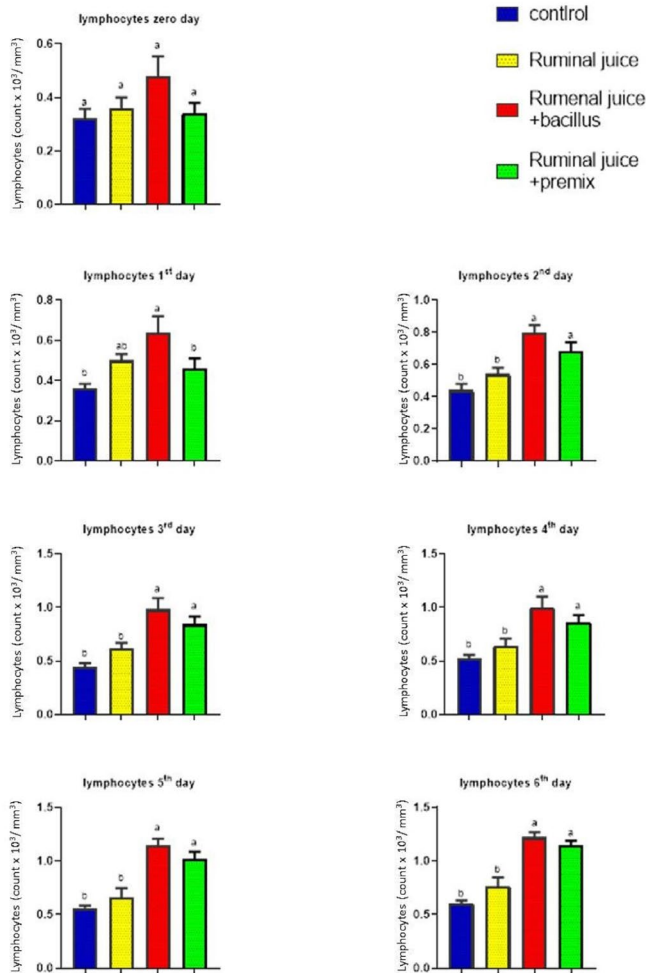 lymphocytes zero day
Lymphocytes (count x 10³/ mm³)
0.6
0.4
0.2
0.0
a
a
a
a
control
Ruminal juice
Rumenal juice
+bacillus
Ruminal juice
+premix
lymphocytes 1st day
Lymphocytes (count x 10³/ mm³)
0.8
0.6
0.4
0.2
0.0
b
ab
a
b
lymphocytes 2nd day
Lymphocytes (count x 10³/ mm³)
1.0
0.8
0.6
0.4
0.2
0.0
b
b
a
a
lymphocytes 3rd day
Lymphocytes (count x 10³/ mm³)
1.5
1.0
0.5
0.0
b
b
a
a
lymphocytes 4th day
Lymphocytes (count x 10³/ mm³)
1.5
1.0
0.5
0.0
b
b
a
a
lymphocytes 5th day
Lymphocytes (count x 10³/ mm³)
1.5
1.0
0.5
0.0
b
b
a
a
lymphocytes 6th day
Lymphocytes (count x 10³/ mm³)
1.5
1.0
0.5
0.0
b
b
a
a